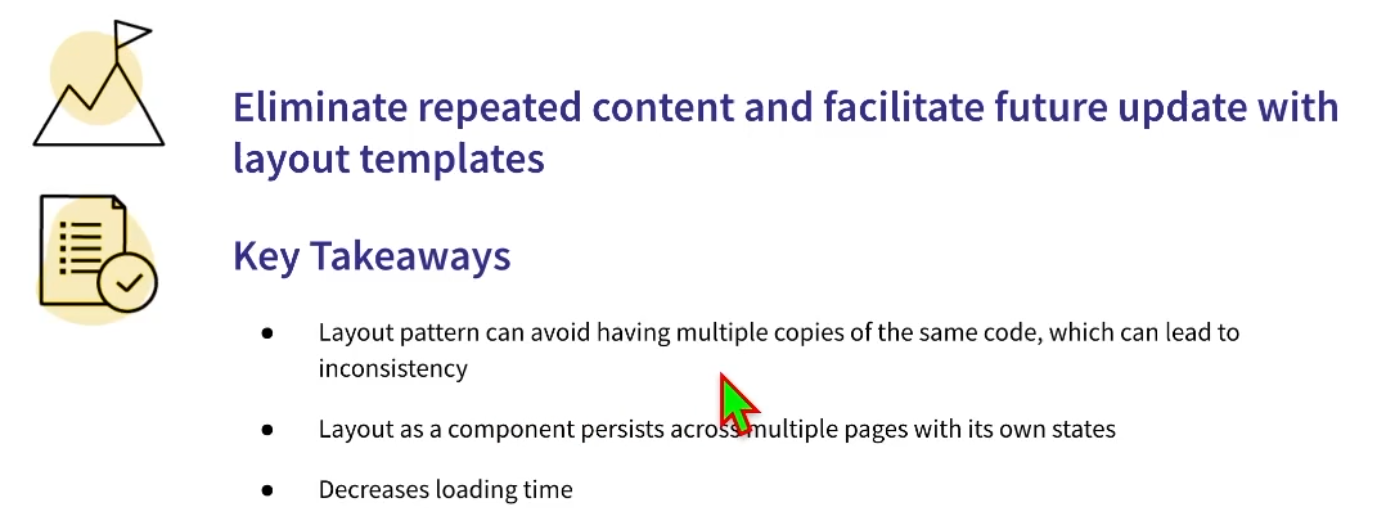 Eliminate repeated content and facilitate future update with
layout templates
Key Takeaways
● Layout pattern can avoid having multiple copies of the same code, which can lead to
inconsistency
● Layout as a component persists across multiple pages with its own states
● Decreases loading time